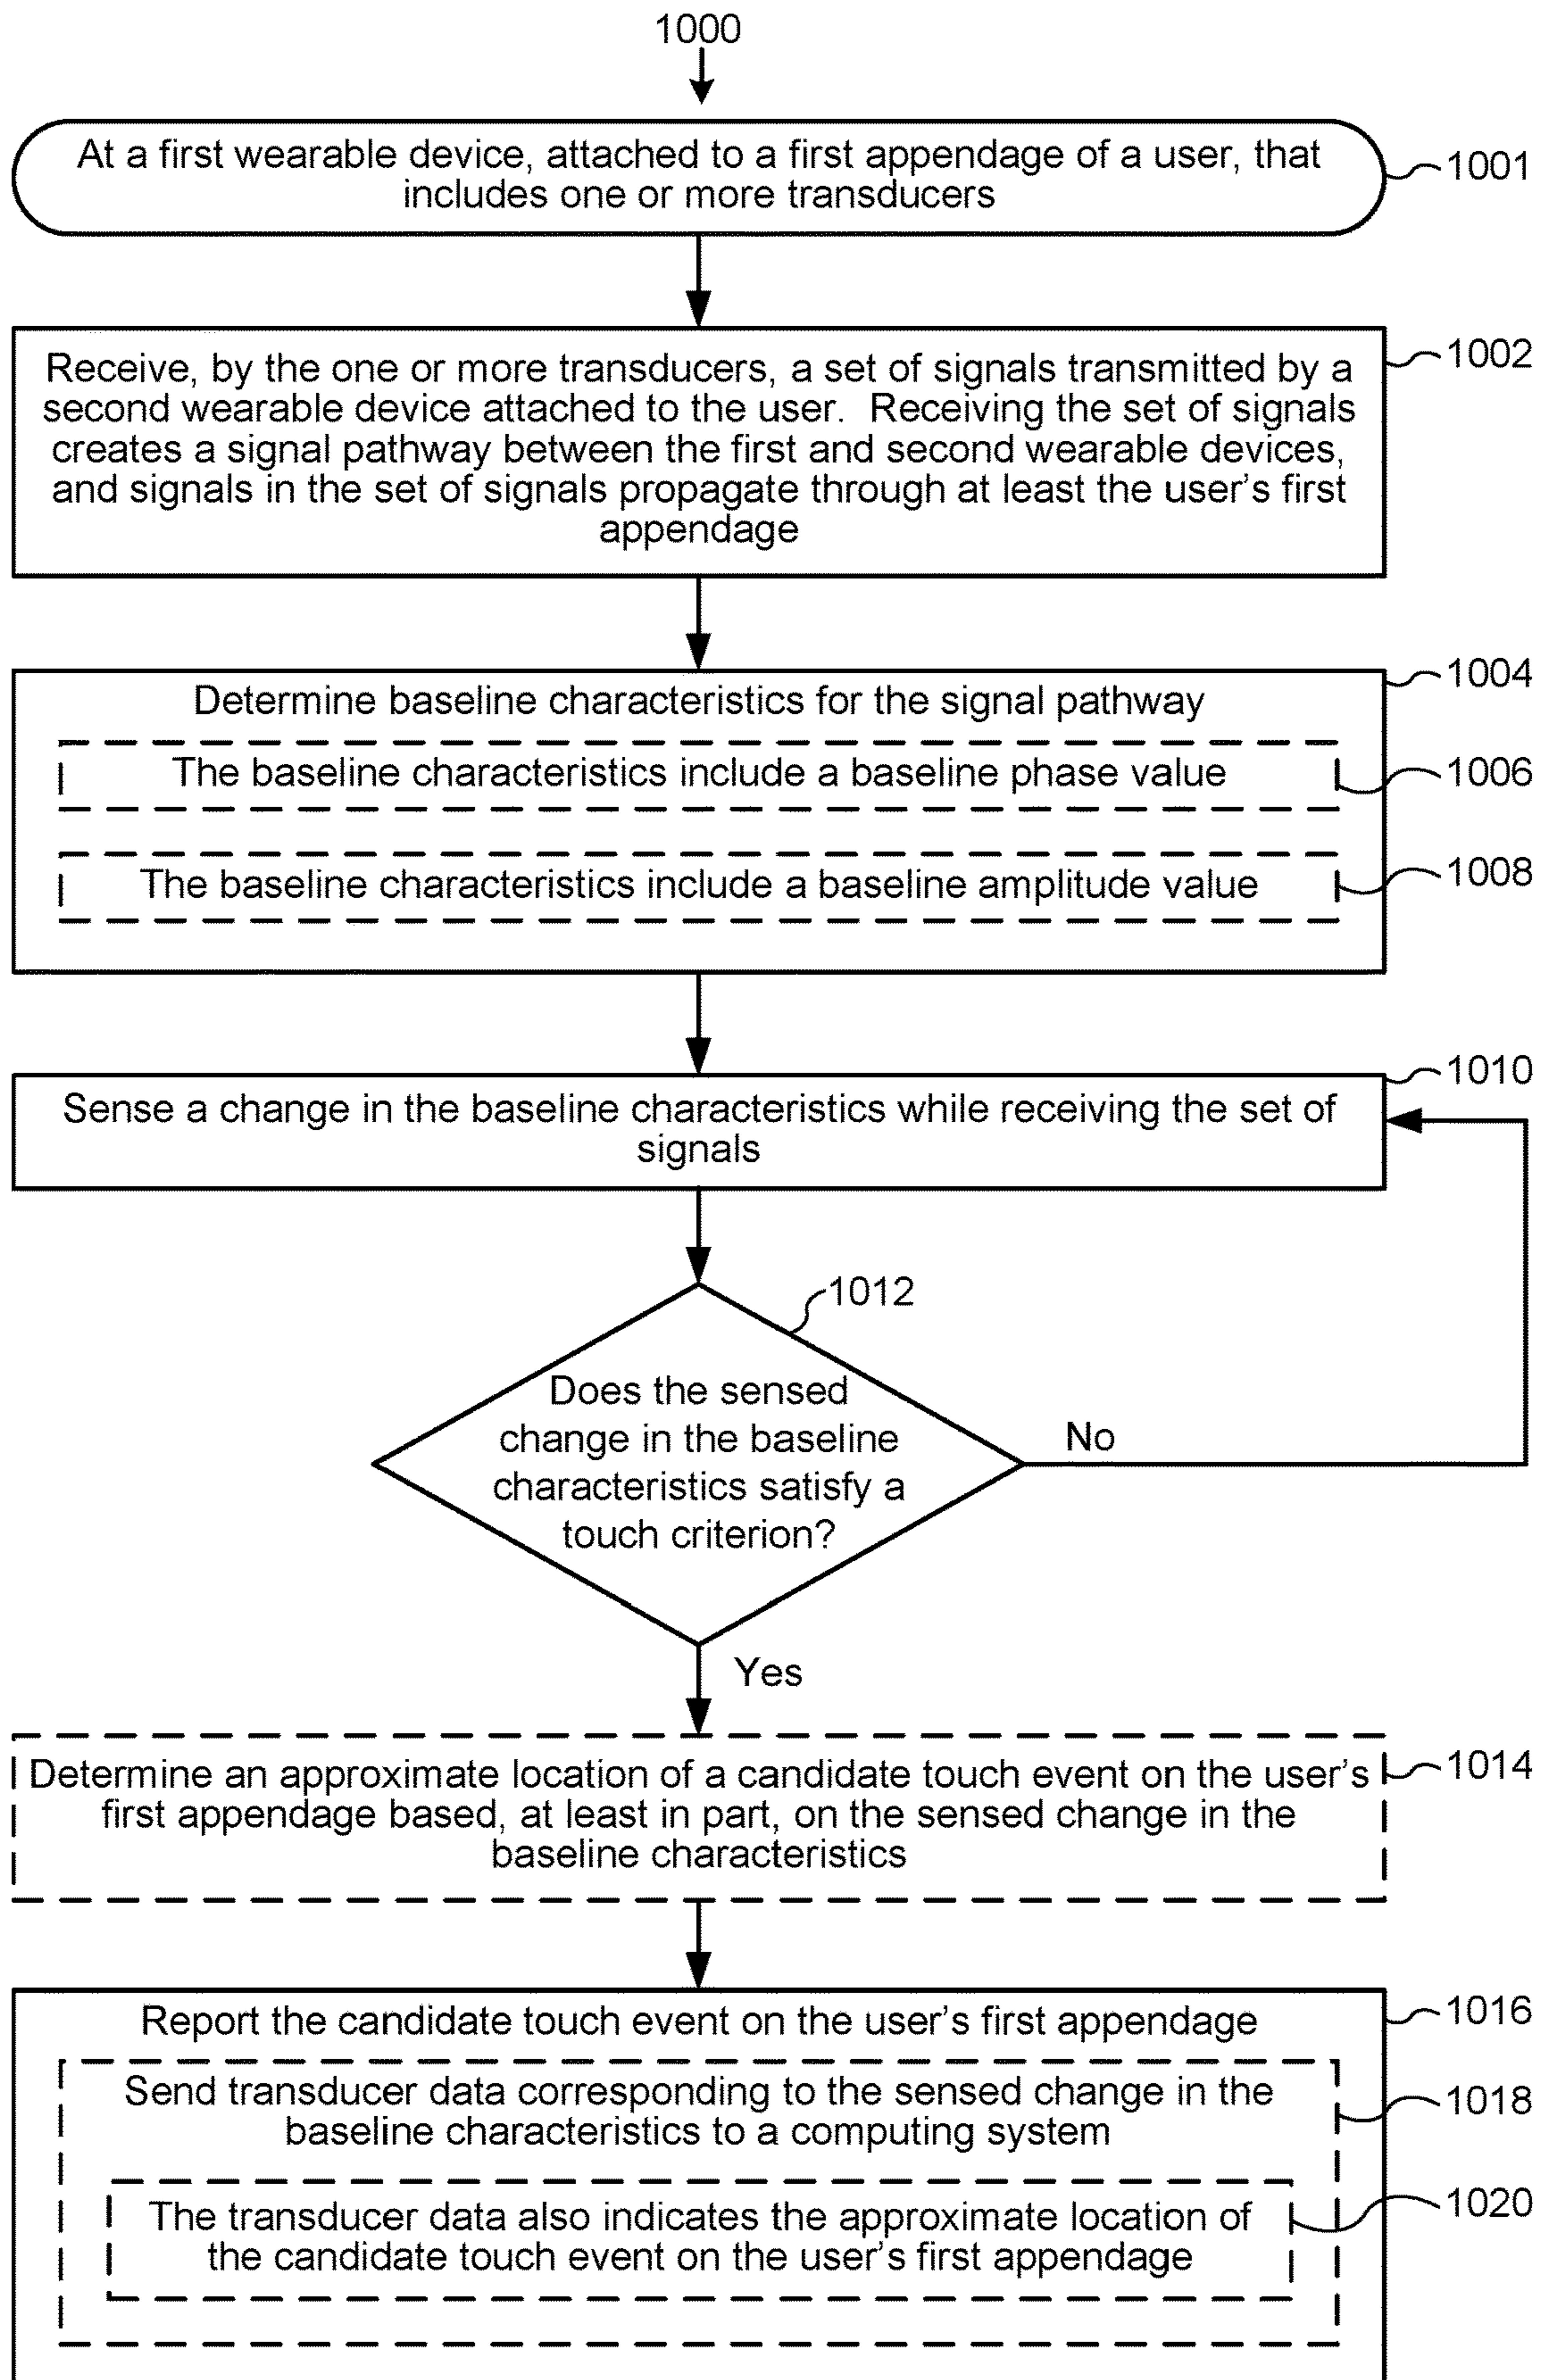 1000
At a first wearable device, attached to a first appendage of a user, that
includes one or more transducers
1001
Receive, by the one or more transducers, a set of signals transmitted by a
second wearable device attached to the user.  Receiving the set of signals
creates a signal pathway between the first and second wearable devices,
and signals in the set of signals propagate through at least the user's first
appendage
1002
Determine baseline characteristics for the signal pathway
1004
The baseline characteristics include a baseline phase value
1006
The baseline characteristics include a baseline amplitude value
1008
Sense a change in the baseline characteristics while receiving the set of
signals
1010
1012
Does the sensed
change in the baseline
characteristics satisfy a
touch criterion?
No
Yes
Determine an approximate location of a candidate touch event on the user's
first appendage based, at least in part, on the sensed change in the
baseline characteristics
1014
Report the candidate touch event on the user's first appendage
1016
Send transducer data corresponding to the sensed change in the
baseline characteristics to a computing system
1018
The transducer data also indicates the approximate location of
the candidate touch event on the user's first appendage
1020